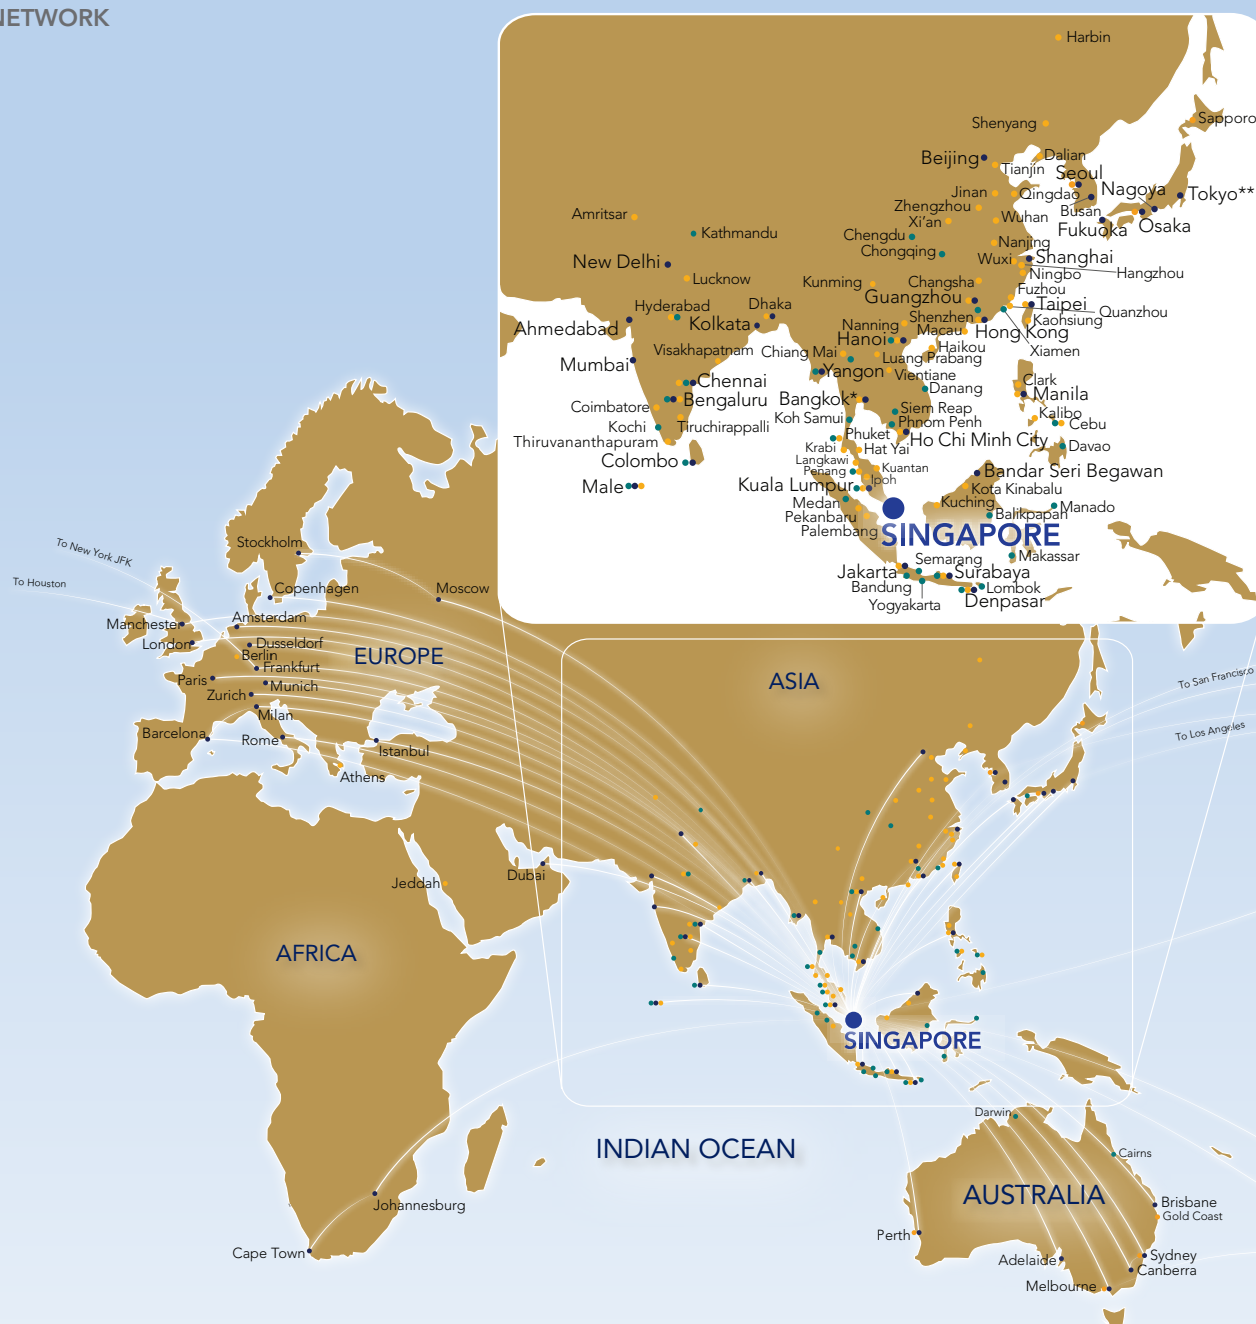 NETWORK
Harbin
Sapporo
Shenyang
Beijing
Dalian
Tianjin
Seoul
Jinan
Qingdao
Nagoya
Tokyo**
Zhengzhou
Busan
Amritsar
Xi'an
Wuhan
Fukuoka
Osaka
Kathmandu
Chengdu
Nanjing
Chongqing
New Delhi
Wuxi
Shanghai
Lucknow
Kunming
Changsha
Ningbo
Hangzhou
Fuzhou
Guangzhou
Hyderabad
Dhaka
Taipei
Quanzhou
Ahmedabad
Kolkata
Nanning
Shenzhen
Kaohsiung
Macau
Hong Kong
Hanoi
Haikou
Xiamen
Visakhapatnam
Chiang Mai
Luang Prabang
Mumbai
Yangon
Vientiane
Chennai
Danang
Clark
Manila
Bengaluru
Bangkok*
Coimbatore
Siem Reap
Kalibo
Koh Samui
Phnom Penh
Cebu
Kochi
Tiruchirappalli
Phuket
Ho Chi Minh City
Thiruvananthapuram
Krabi
Hat Yai
Davao
Colombo
Langkawi
Kuantan
Penang
Ipoh
Bandar Seri Begawan
Male
Kuala Lumpur
Kota Kinabalu
Medan
Kuching
Manado
Pekanbaru
Balikpapan
Palembang
SINGAPORE
Semarang
Makassar
Jakarta
Surabaya
Bandung
Lombok
Yogyakarta
Denpasar
To New York JFK
To Houston
Stockholm
Copenhagen
Moscow
Manchester
Amsterdam
London
Dusseldorf
Berlin
EUROPE
Frankfurt
Paris
Munich
Zurich
Milan
Barcelona
Rome
Istanbul
Athens
ASIA
To San Francisco
To Los Angeles
Dubai
Jeddah
AFRICA
SINGAPORE
Darwin
INDIAN OCEAN
Cairns
AUSTRALIA
Brisbane
Gold Coast
Johannesburg
Perth
Cape Town
Adelaide
Sydney
Canberra
Melbourne